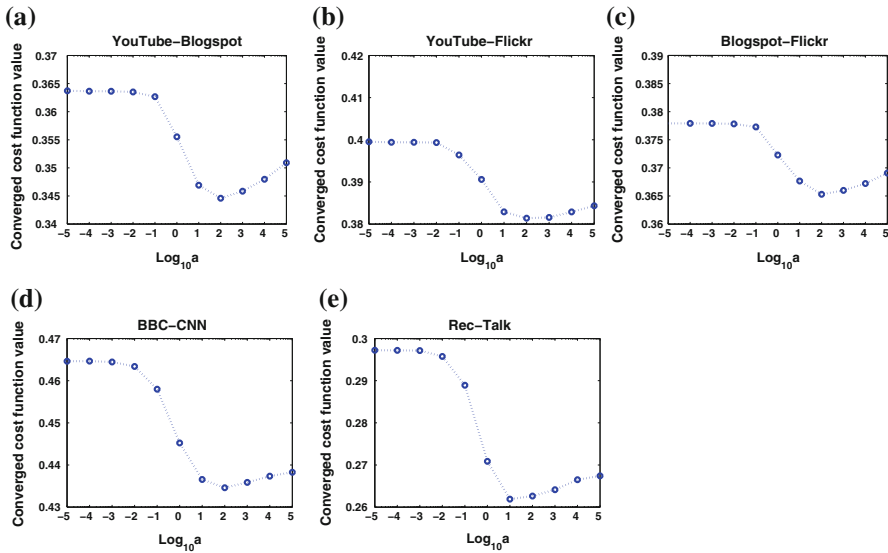 (a)
YouTube−Blogspot
Converged cost function value
0.37
0.365
0.36
0.355
0.35
0.345
0.34
−5 −4 −3 −2 −1 0 1 2 3 4 5
Log10a
(b)
YouTube−Flickr
Converged cost function value
0.42
0.41
0.4
0.39
0.38
−5 −4 −3 −2 −1 0 1 2 3 4 5
Log10a
(c)
Blogspot−Flickr
Converged cost function value
0.39
0.385
0.38
0.375
0.37
0.365
0.36
−5 −4 −3 −2 −1 0 1 2 3 4 5
Log10a
(d)
BBC−CNN
Converged cost function value
0.47
0.46
0.45
0.44
0.43
−5 −4 −3 −2 −1 0 1 2 3 4 5
Log10a
(e)
Rec−Talk
Converged cost function value
0.3
0.29
0.28
0.27
0.26
−5 −4 −3 −2 −1 0 1 2 3 4 5
Log10a